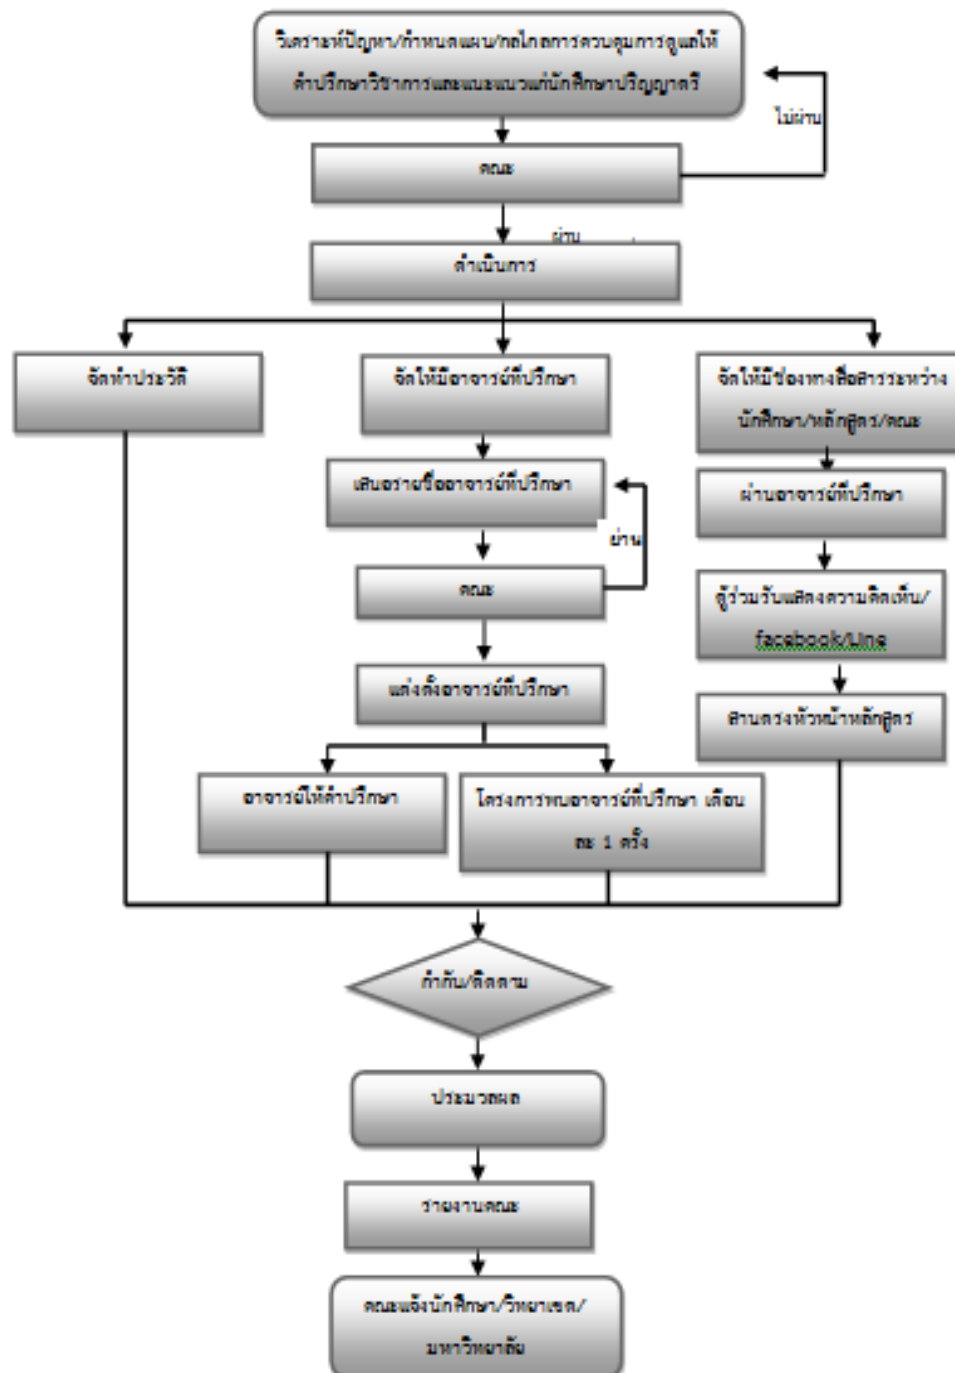 วิเคราะห์ปัญหา/กำหนดแผน/กลไกลการควบคุมการดูแลให้
คำปรึกษาวิชาการและแนะแนวแก่นักศึกษาปริญญาตรี
ไม่ผ่าน
คณะ
ผ่าน
ดำเนินการ
จัดทำประวัติ
จัดให้มีอาจารย์ที่ปรึกษา
จัดให้มีช่องทางสื่อสารระหว่าง
นักศึกษา/หลักสูตร/คณะ
เสนอรายชื่ออาจารย์ที่ปรึกษา
ผ่านอาจารย์ที่ปรึกษา
ย่าน
คณะ
ตู้ร่วมรับแสดงความคิดเห็น/
facebook/Line
แต่งตั้งอาจารย์ที่ปรึกษา
สานตรงหัวหน้าหลักสูตร
อาจารย์ให้คำปรึกษา
โครงการพบอาจารย์ที่ปรึกษา เดือน
ละ 1 ครั้ง
กำกับ/ติดตาม
ประมวลผล
รายงานคณะ
คณะแจ้งนักศึกษา/วิทยาเขต/
มหาวิทยาลัย